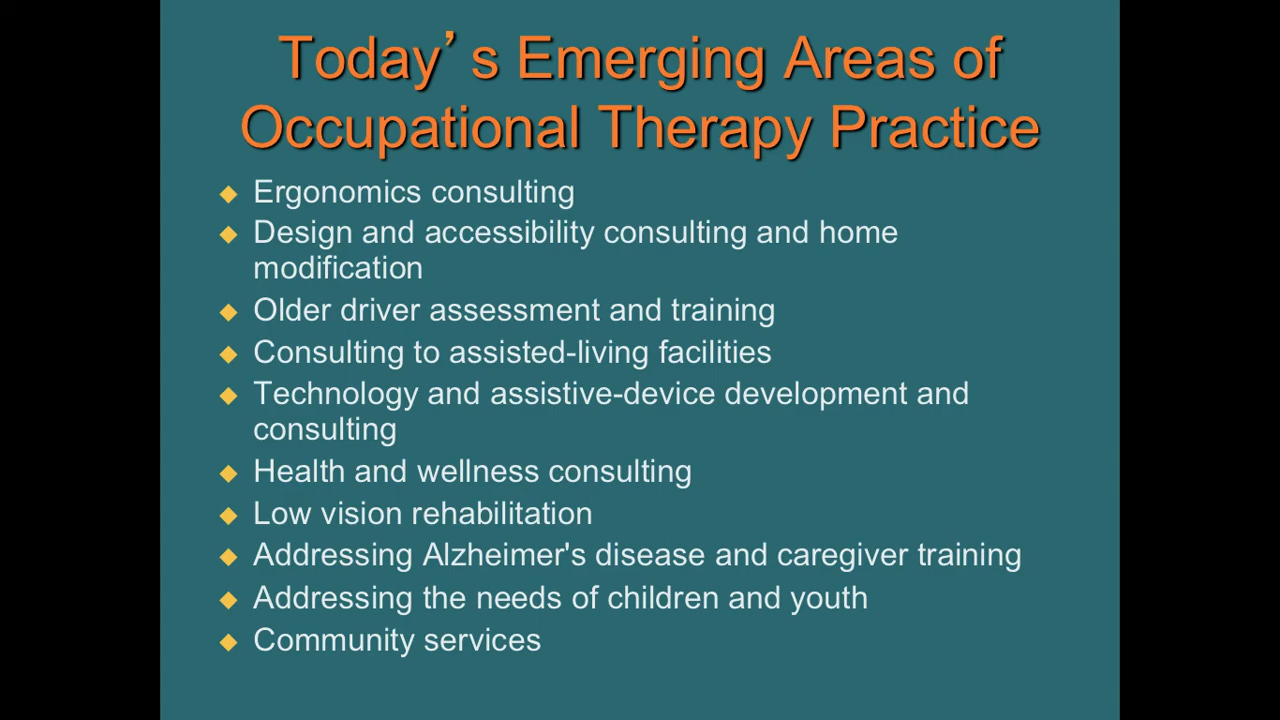 Today’s Emerging Areas of
Occupational Therapy Practice
Ergonomics consulting
Design and accessibility consulting and home
modification
Older driver assessment and training
Consulting to assisted-living facilities
Technology and assistive-device development and
consulting
Health and wellness consulting
Low vision rehabilitation
Addressing Alzheimer's disease and caregiver training
Addressing the needs of children and youth
Community services